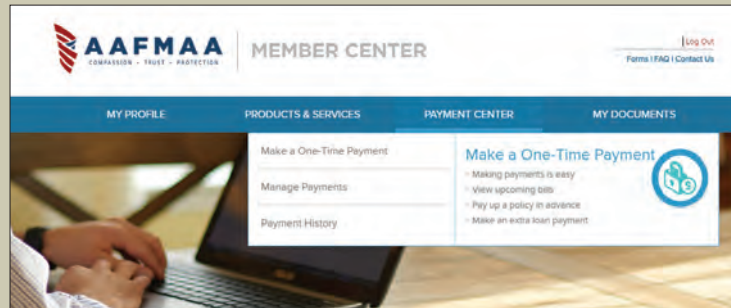 AAFMAA
COMPASSION - TRUST - PROTECTION
MEMBER CENTER
| Log Out
Forms | FAQ | Contact Us
MY PROFILE
PRODUCTS & SERVICES
PAYMENT CENTER
MY DOCUMENTS
Make a One-Time Payment
Manage Payments
Payment History
Make a One-Time Payment
Making payments is easy
View upcoming bills
Pay up a policy in advance
Make an extra loan payment